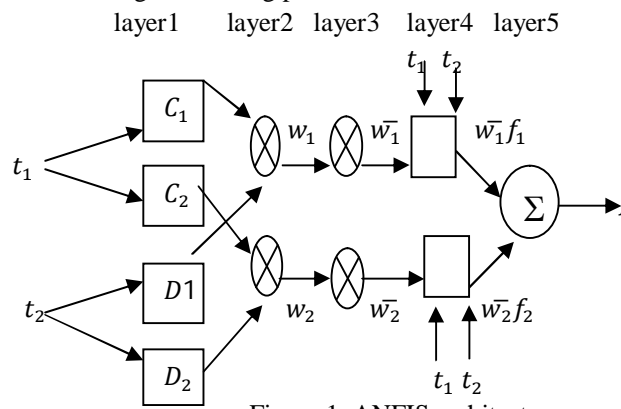 layer1 layer2 layer3 layer4 layer5
t₁ t₂
C₁
w₁ w̄₁ w̄₁f₁
t₁
C₂
Σ
D1
t₂
w₂ w̄₂ w̄₂f₂
D₂
t₁ t₂